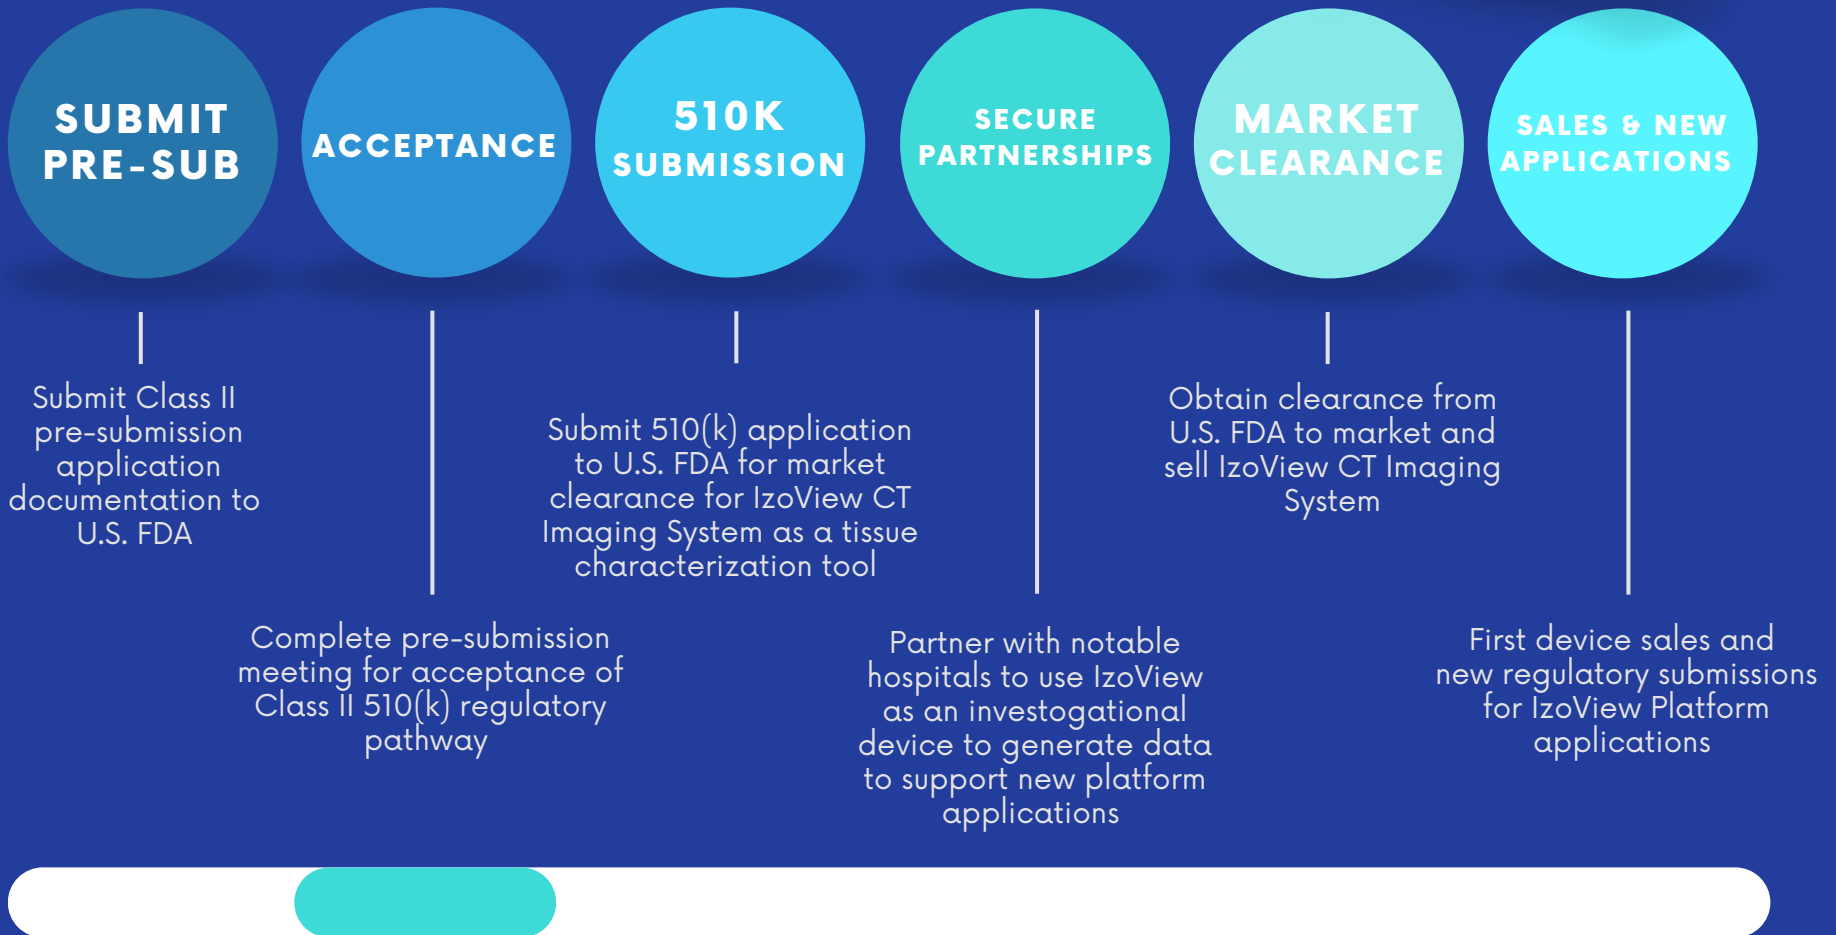 SUBMIT
PRE-SUB
ACCEPTANCE
510K
SUBMISSION
SECURE
PARTNERSHIPS
MARKET
CLEARANCE
SALES & NEW
APPLICATIONS
Submit Class II
pre-submission
application
documentation to
U.S. FDA
Complete pre-submission
meeting for acceptance of
Class II 510(k) regulatory
pathway
Submit 510(k) application
to U.S. FDA for market
clearance for IzoView CT
Imaging System as a tissue
characterization tool
Partner with notable
hospitals to use IzoView
as an investogational
device to generate data
to support new platform
applications
Obtain clearance from
U.S. FDA to market and
sell IzoView CT Imaging
System
First device sales and
new regulatory submissions
for IzoView Platform
applications